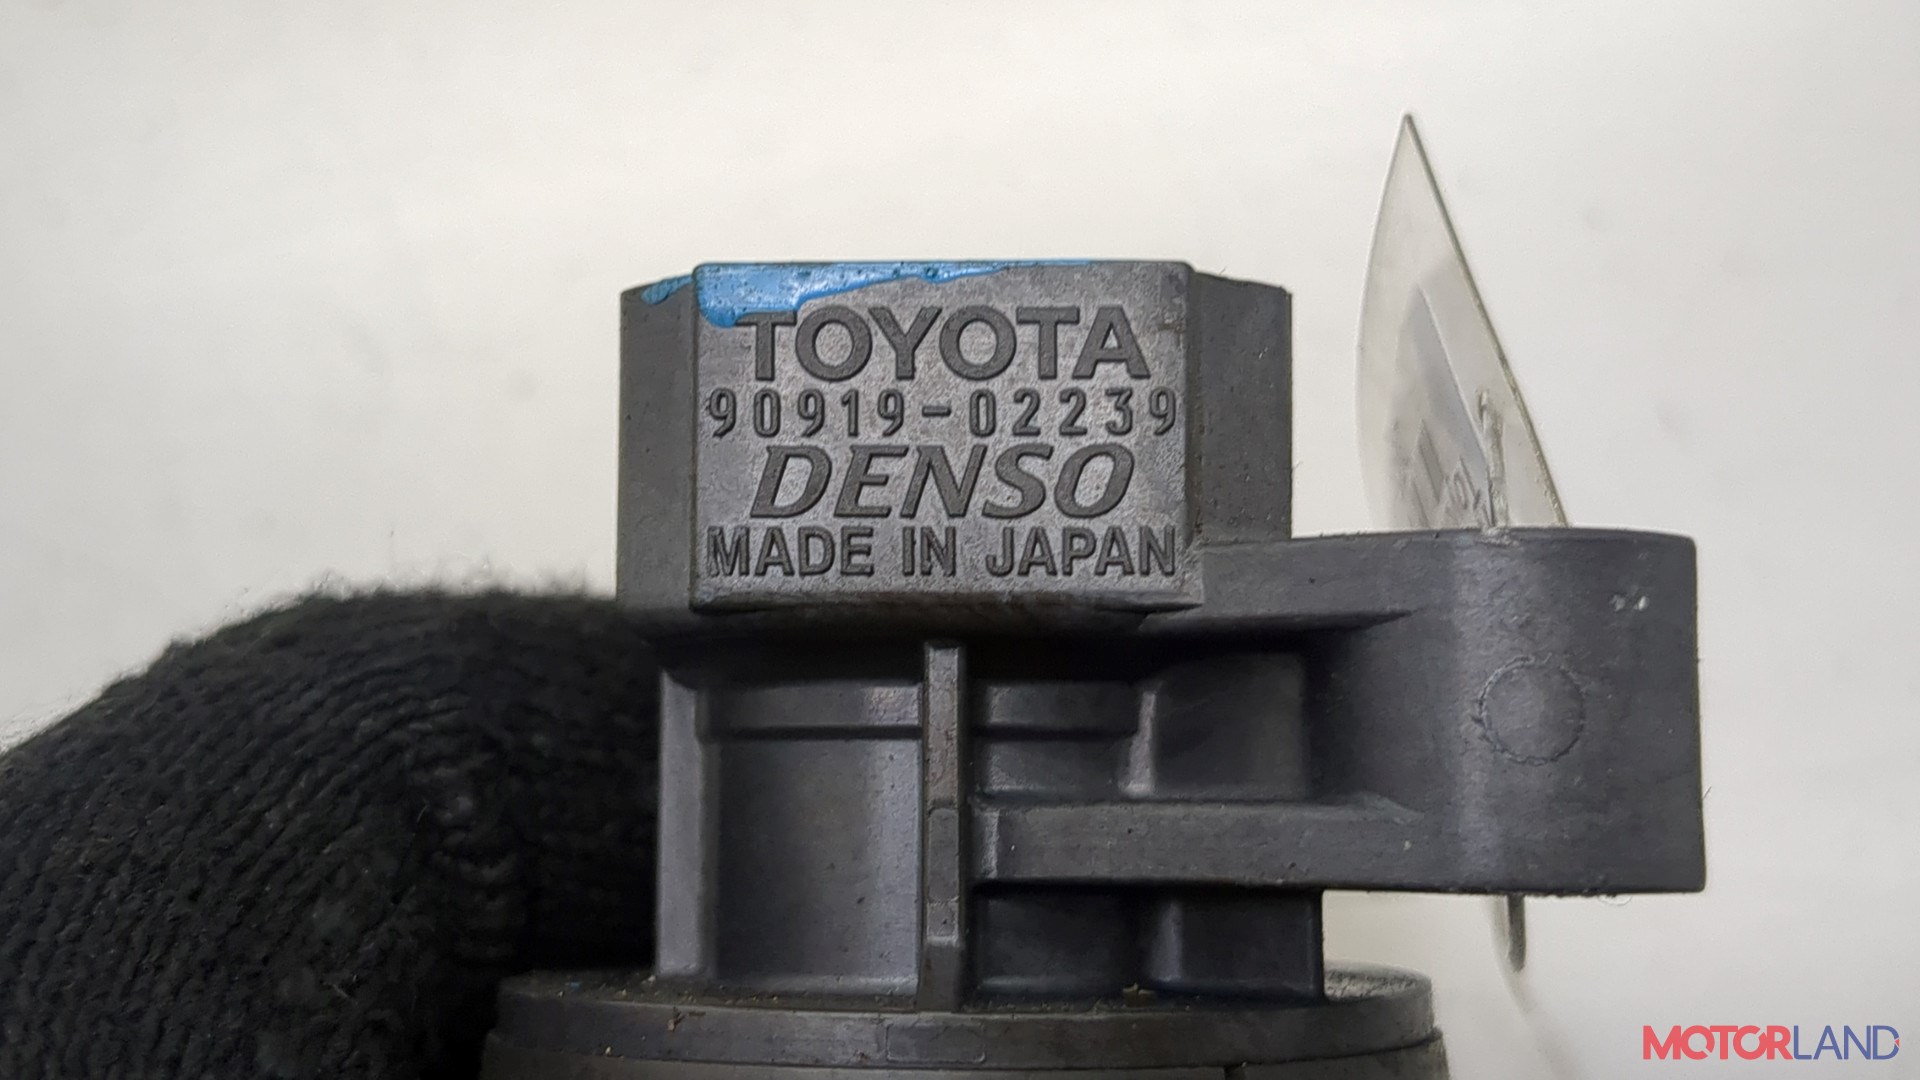 TOYOTA
90919-02239
DENSO
MADE IN JAPAN
MOTORLAND